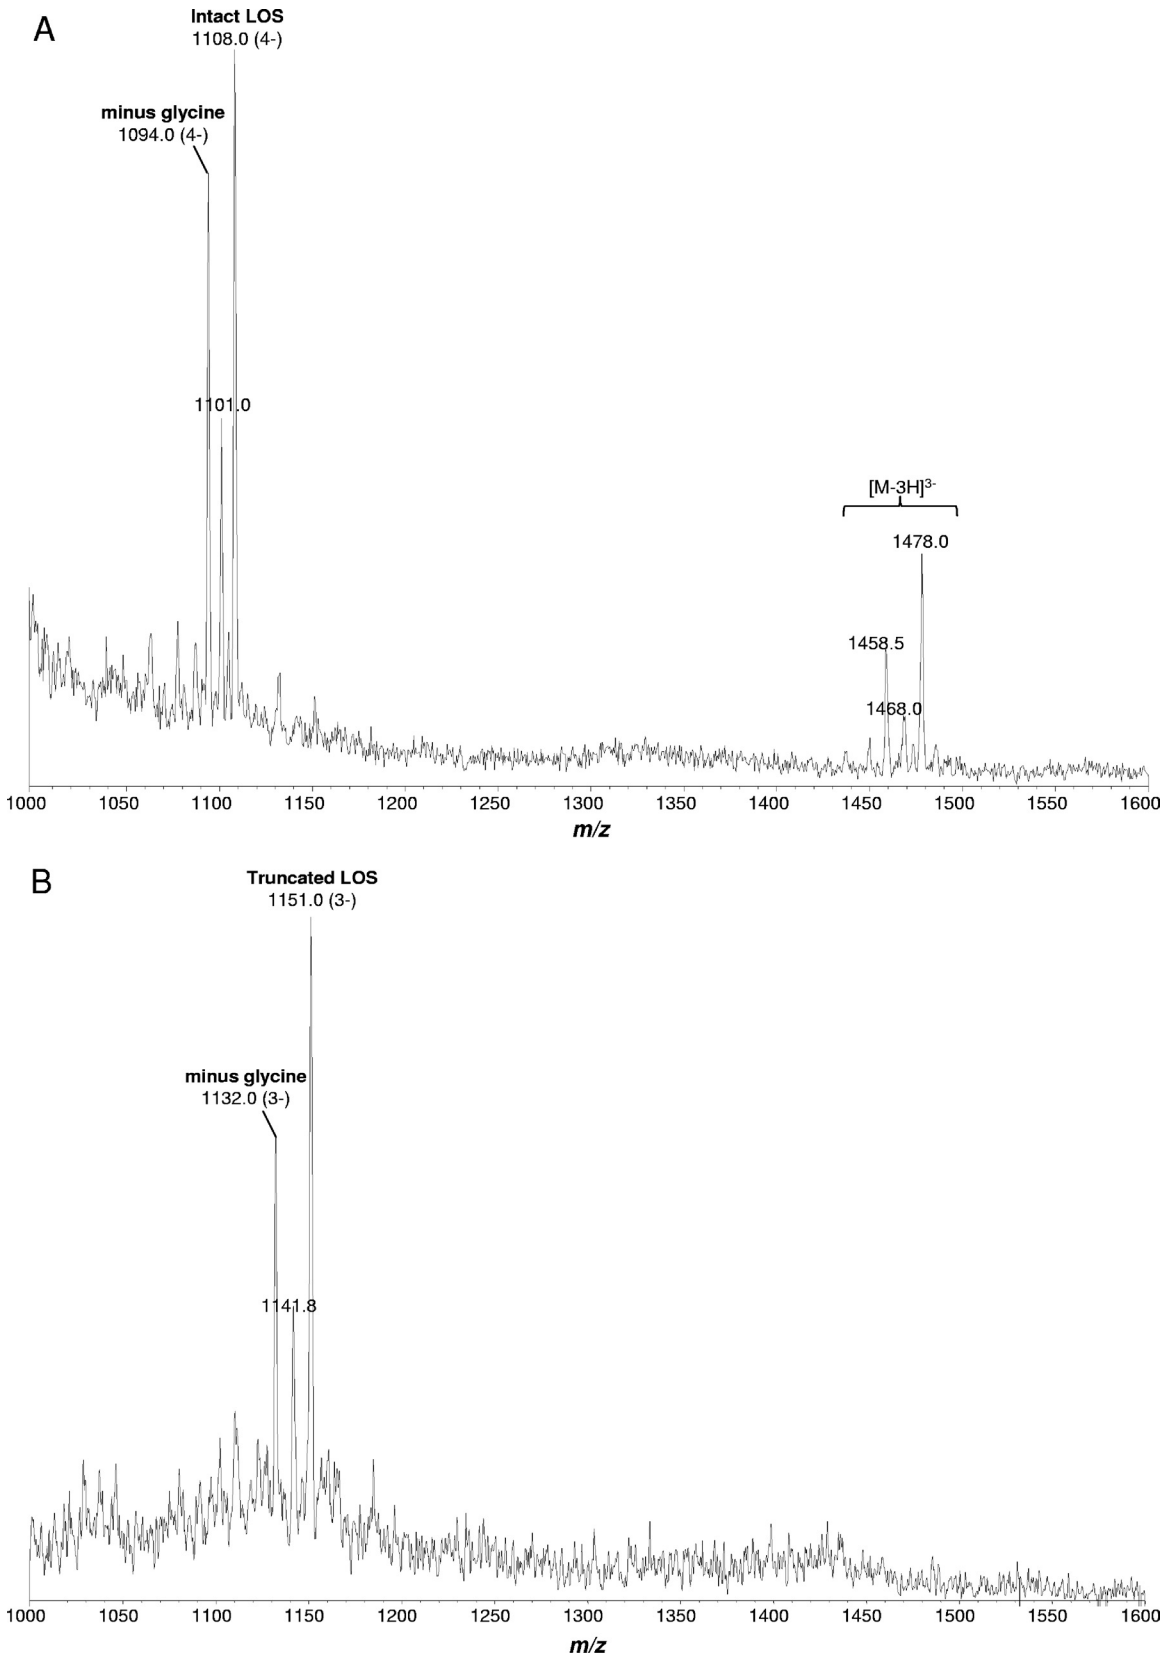 A
Intact LOS
1108.0 (4-)
minus glycine
1094.0 (4-)
1101.0
[M-3H]3-
1478.0
1458.5
1468.0
1000 1050 1100 1150 1200 1250 1300 1350 1400 1450 1500 1550 1600
m/z
B
Truncated LOS
1151.0 (3-)
minus glycine
1132.0 (3-)
1141.8
1000 1050 1100 1150 1200 1250 1300 1350 1400 1450 1500 1550 1600
m/z